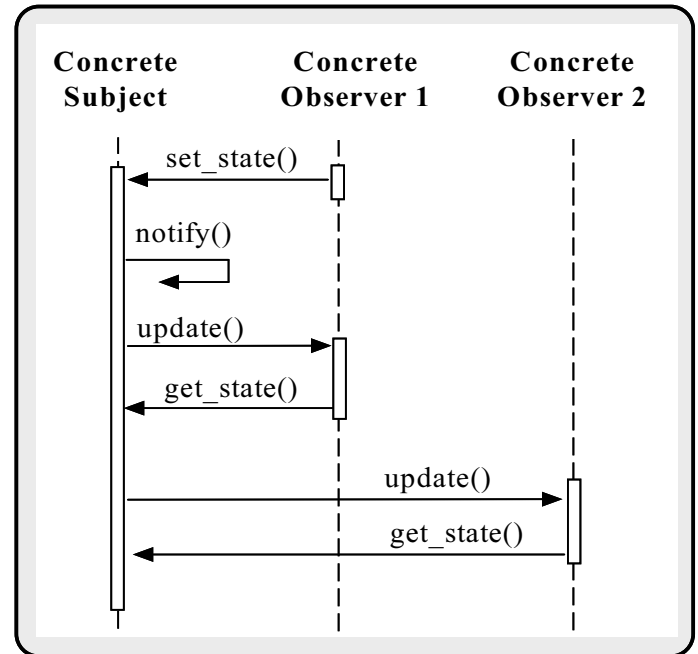 Concrete
Subject
Concrete
Observer 1
Concrete
Observer 2
set_state()
notify()
update()
get_state()
update()
get_state()